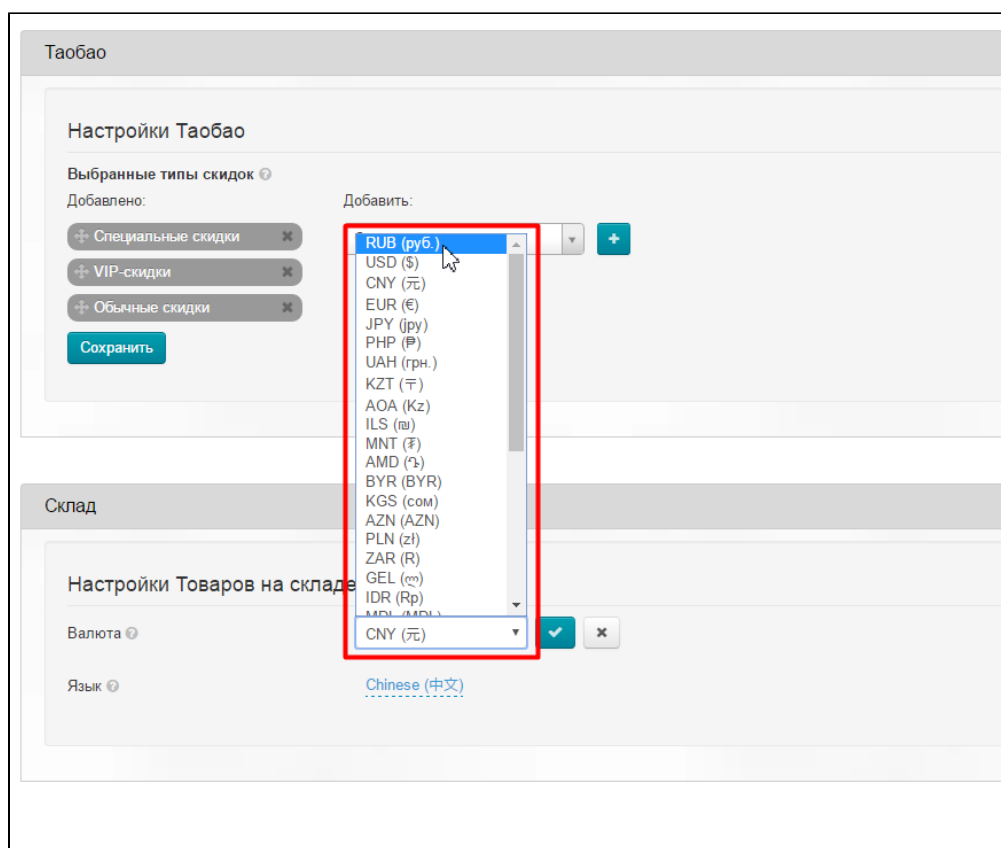 Таобао
Настройки Таобао
Выбранные типы скидок
Добавлено:
Добавить:
Специальные скидки
VIP-скидки
Обычные скидки
Сохранить
RUB (руб.)
USD ($)
CNY (元)
EUR (€)
JPY (jpy)
PHP (₱)
UAH (грн.)
KZT (〒)
AOA (Kz)
ILS (₪)
MNT (₮)
AMD (Դ)
BYR (BYR)
KGS (сом)
AZN (AZN)
PLN (zł)
ZAR (R)
GEL (ლ)
IDR (Rp)
MDL (MDL)
Склад
Настройки Товаров на складе
Валюта
CNY (元)
Язык
Chinese (中文)